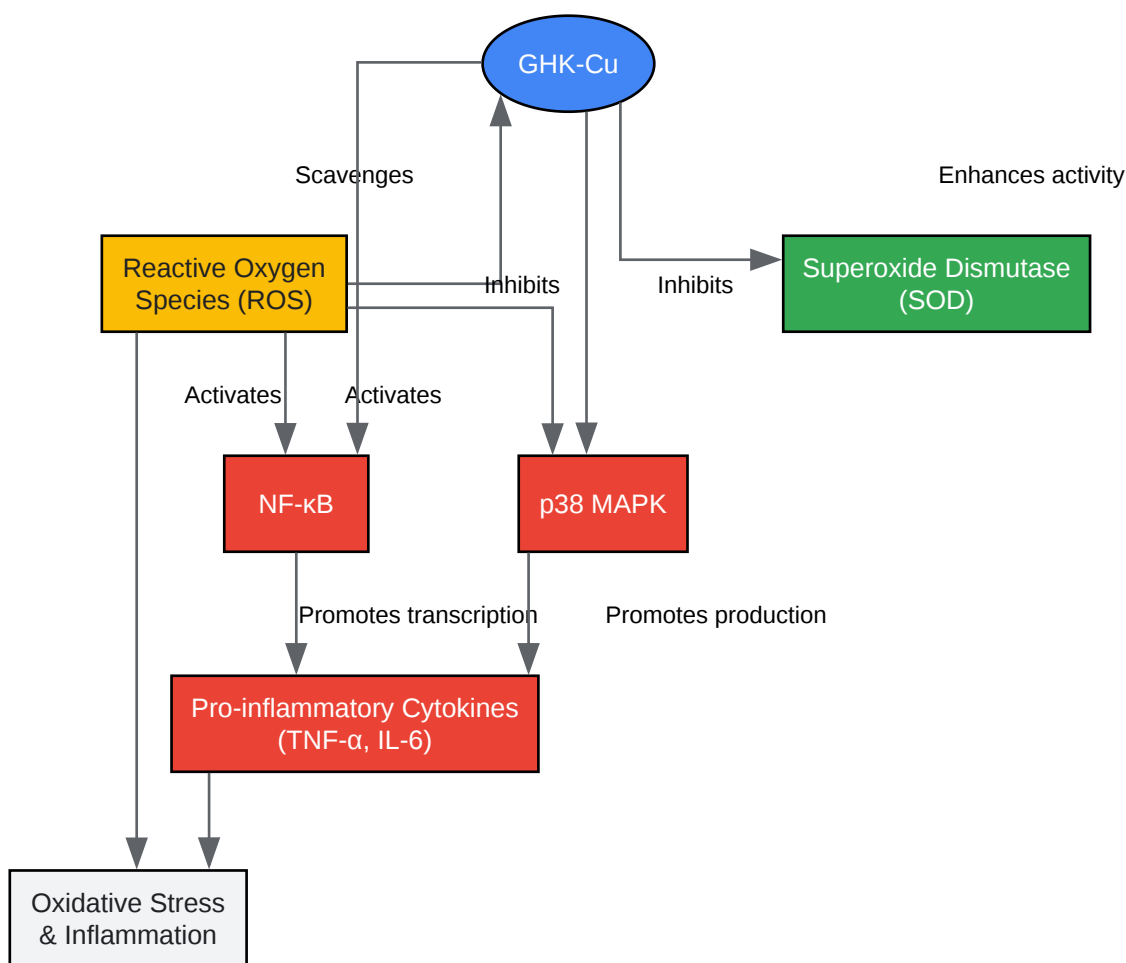 GHK-Cu
Scavenges
Enhances activity
Reactive Oxygen
Species (ROS)
Inhibits
Inhibits
Superoxide Dismutase
(SOD)
Activates
Activates
NF-κB
p38 MAPK
Promotes transcription
Promotes production
Pro-inflammatory Cytokines
(TNF-α, IL-6)
Oxidative Stress
& Inflammation